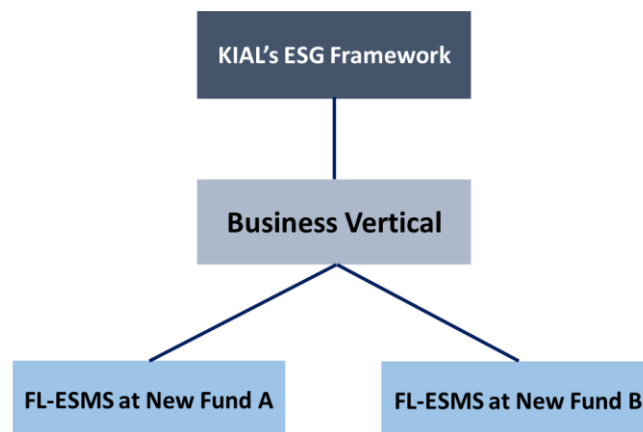 KIAL's ESG Framework
Business Vertical
FL-ESMS at New Fund A
FL-ESMS at New Fund B